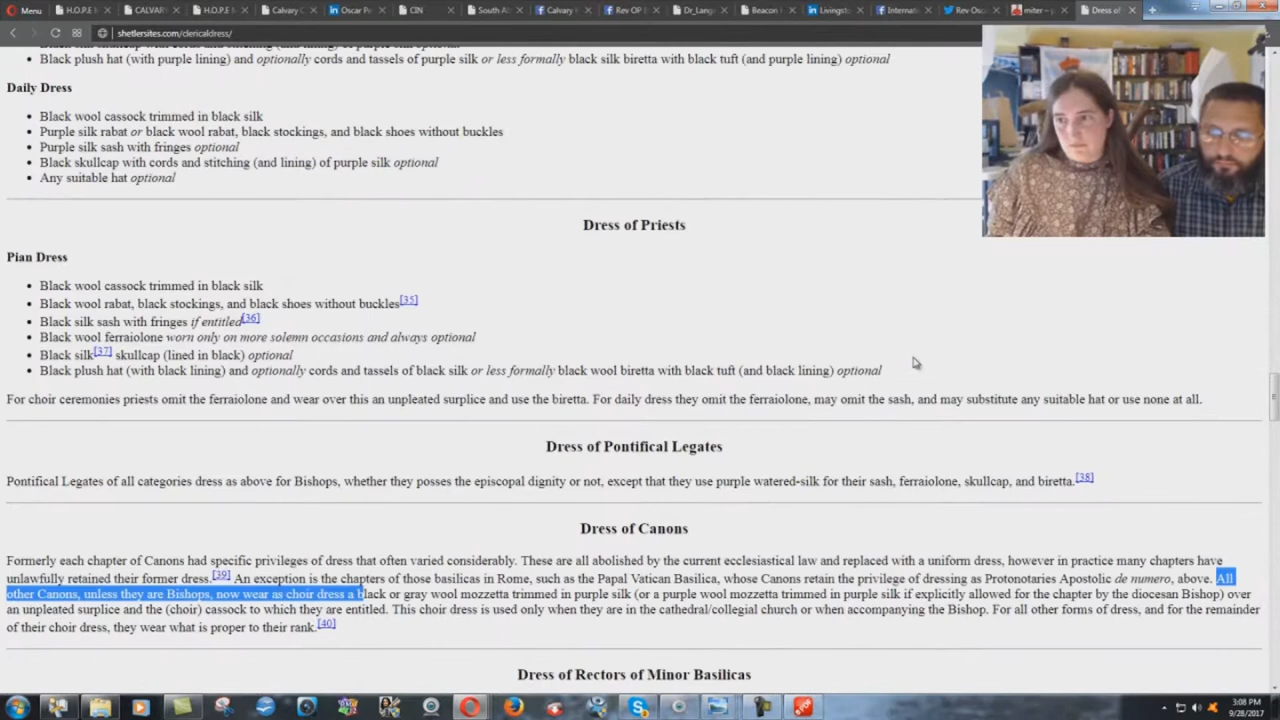 Menu
H.O.P.E M
CALVAR
H.O.P.E M
Calvary C
Oscar Pe
CIN
South Af
Calvary
Rev OP
Dr_Lang
Beacon
Livingsto
Internati
Rev Osc
miter – p
Dress of
shetlersites.com/clericaldress/
Black plush hat (with purple lining) and optionally cords and tassels of purple silk or less formally black silk biretta with black tuft (and purple lining) optional
Daily Dress
Black wool cassock trimmed in black silk
Purple silk rabat or black wool rabat, black stockings, and black shoes without buckles
Purple silk sash with fringes optional
Black skullcap with cords and stitching (and lining) of purple silk optional
Any suitable hat optional
Dress of Priests
Pian Dress
Black wool cassock trimmed in black silk
Black wool rabat, black stockings, and black shoes without buckles[35]
Black silk sash with fringes if entitled[36]
Black wool ferraiolone worn only on more solemn occasions and always optional
Black silk[37] skullcap (lined in black) optional
Black plush hat (with black lining) and optionally cords and tassels of black silk or less formally black wool biretta with black tuft (and black lining) optional
For choir ceremonies priests omit the ferraiolone and wear over this an unpleated surplice and use the biretta. For daily dress they omit the ferraiolone, may omit the sash, and may substitute any suitable hat or use none at all.
Dress of Pontifical Legates
Pontifical Legates of all categories dress as above for Bishops, whether they posses the episcopal dignity or not, except that they use purple watered-silk for their sash, ferraiolone, skullcap, and biretta.[38]
Dress of Canons
Formerly each chapter of Canons had specific privileges of dress that often varied considerably. These are all abolished by the current ecclesiastical law and replaced with a uniform dress, however in practice many chapters have
unlawfully retained their former dress.[39] An exception is the chapters of those basilicas in Rome, such as the Papal Vatican Basilica, whose Canons retain the privilege of dressing as Protonotaries Apostolic de numero, above. All
other Canons, unless they are Bishops, now wear as choir dress a black or gray wool mozzetta trimmed in purple silk (or a purple wool mozzetta trimmed in purple silk if explicitly allowed for the chapter by the diocesan Bishop) over
an unpleated surplice and the (choir) cassock to which they are entitled. This choir dress is used only when they are in the cathedral/collegial church or when accompanying the Bishop. For all other forms of dress, and for the remainder
of their choir dress, they wear what is proper to their rank.[40]
Dress of Rectors of Minor Basilicas
3:08 PM
9/28/2017